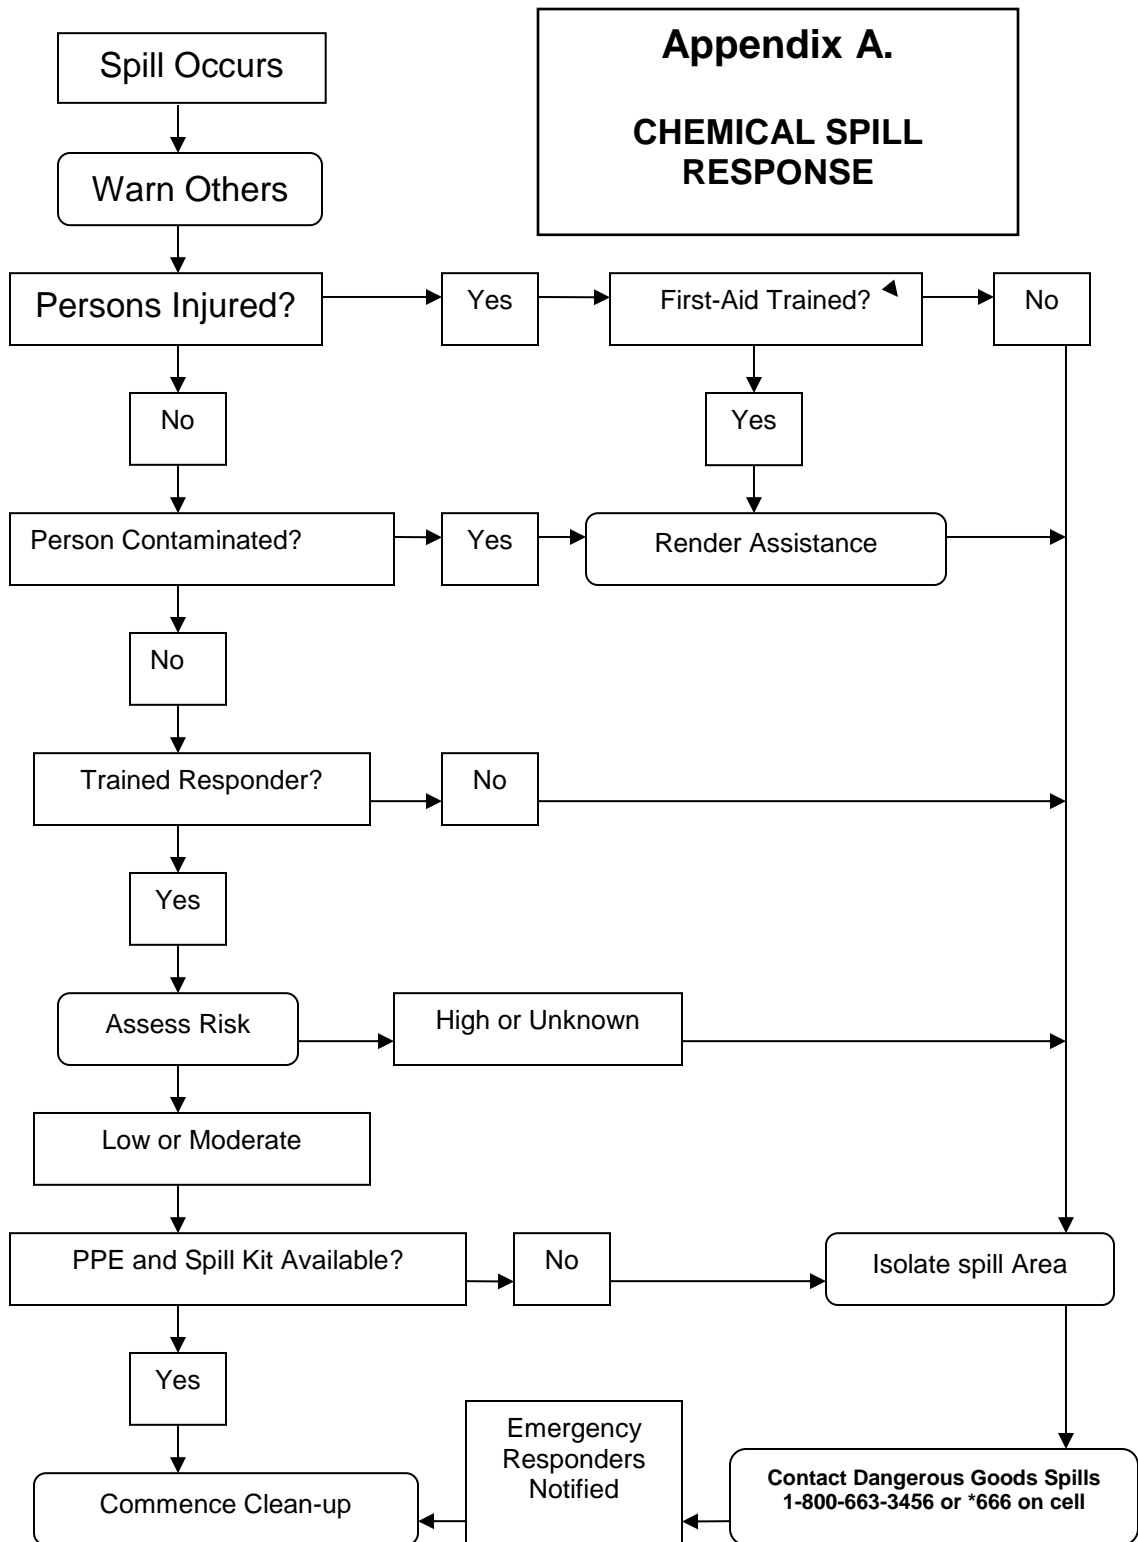 Appendix A.
CHEMICAL SPILL
RESPONSE
Spill Occurs
Warn Others
Persons Injured?
Yes
First-Aid Trained?
No
No
Yes
Person Contaminated?
Yes
Render Assistance
No
Trained Responder?
No
Yes
Assess Risk
High or Unknown
Low or Moderate
PPE and Spill Kit Available?
No
Isolate spill Area
Yes
Emergency
Responders
Notified
Contact Dangerous Goods Spills
1-800-663-3456 or *666 on cell
Commence Clean-up